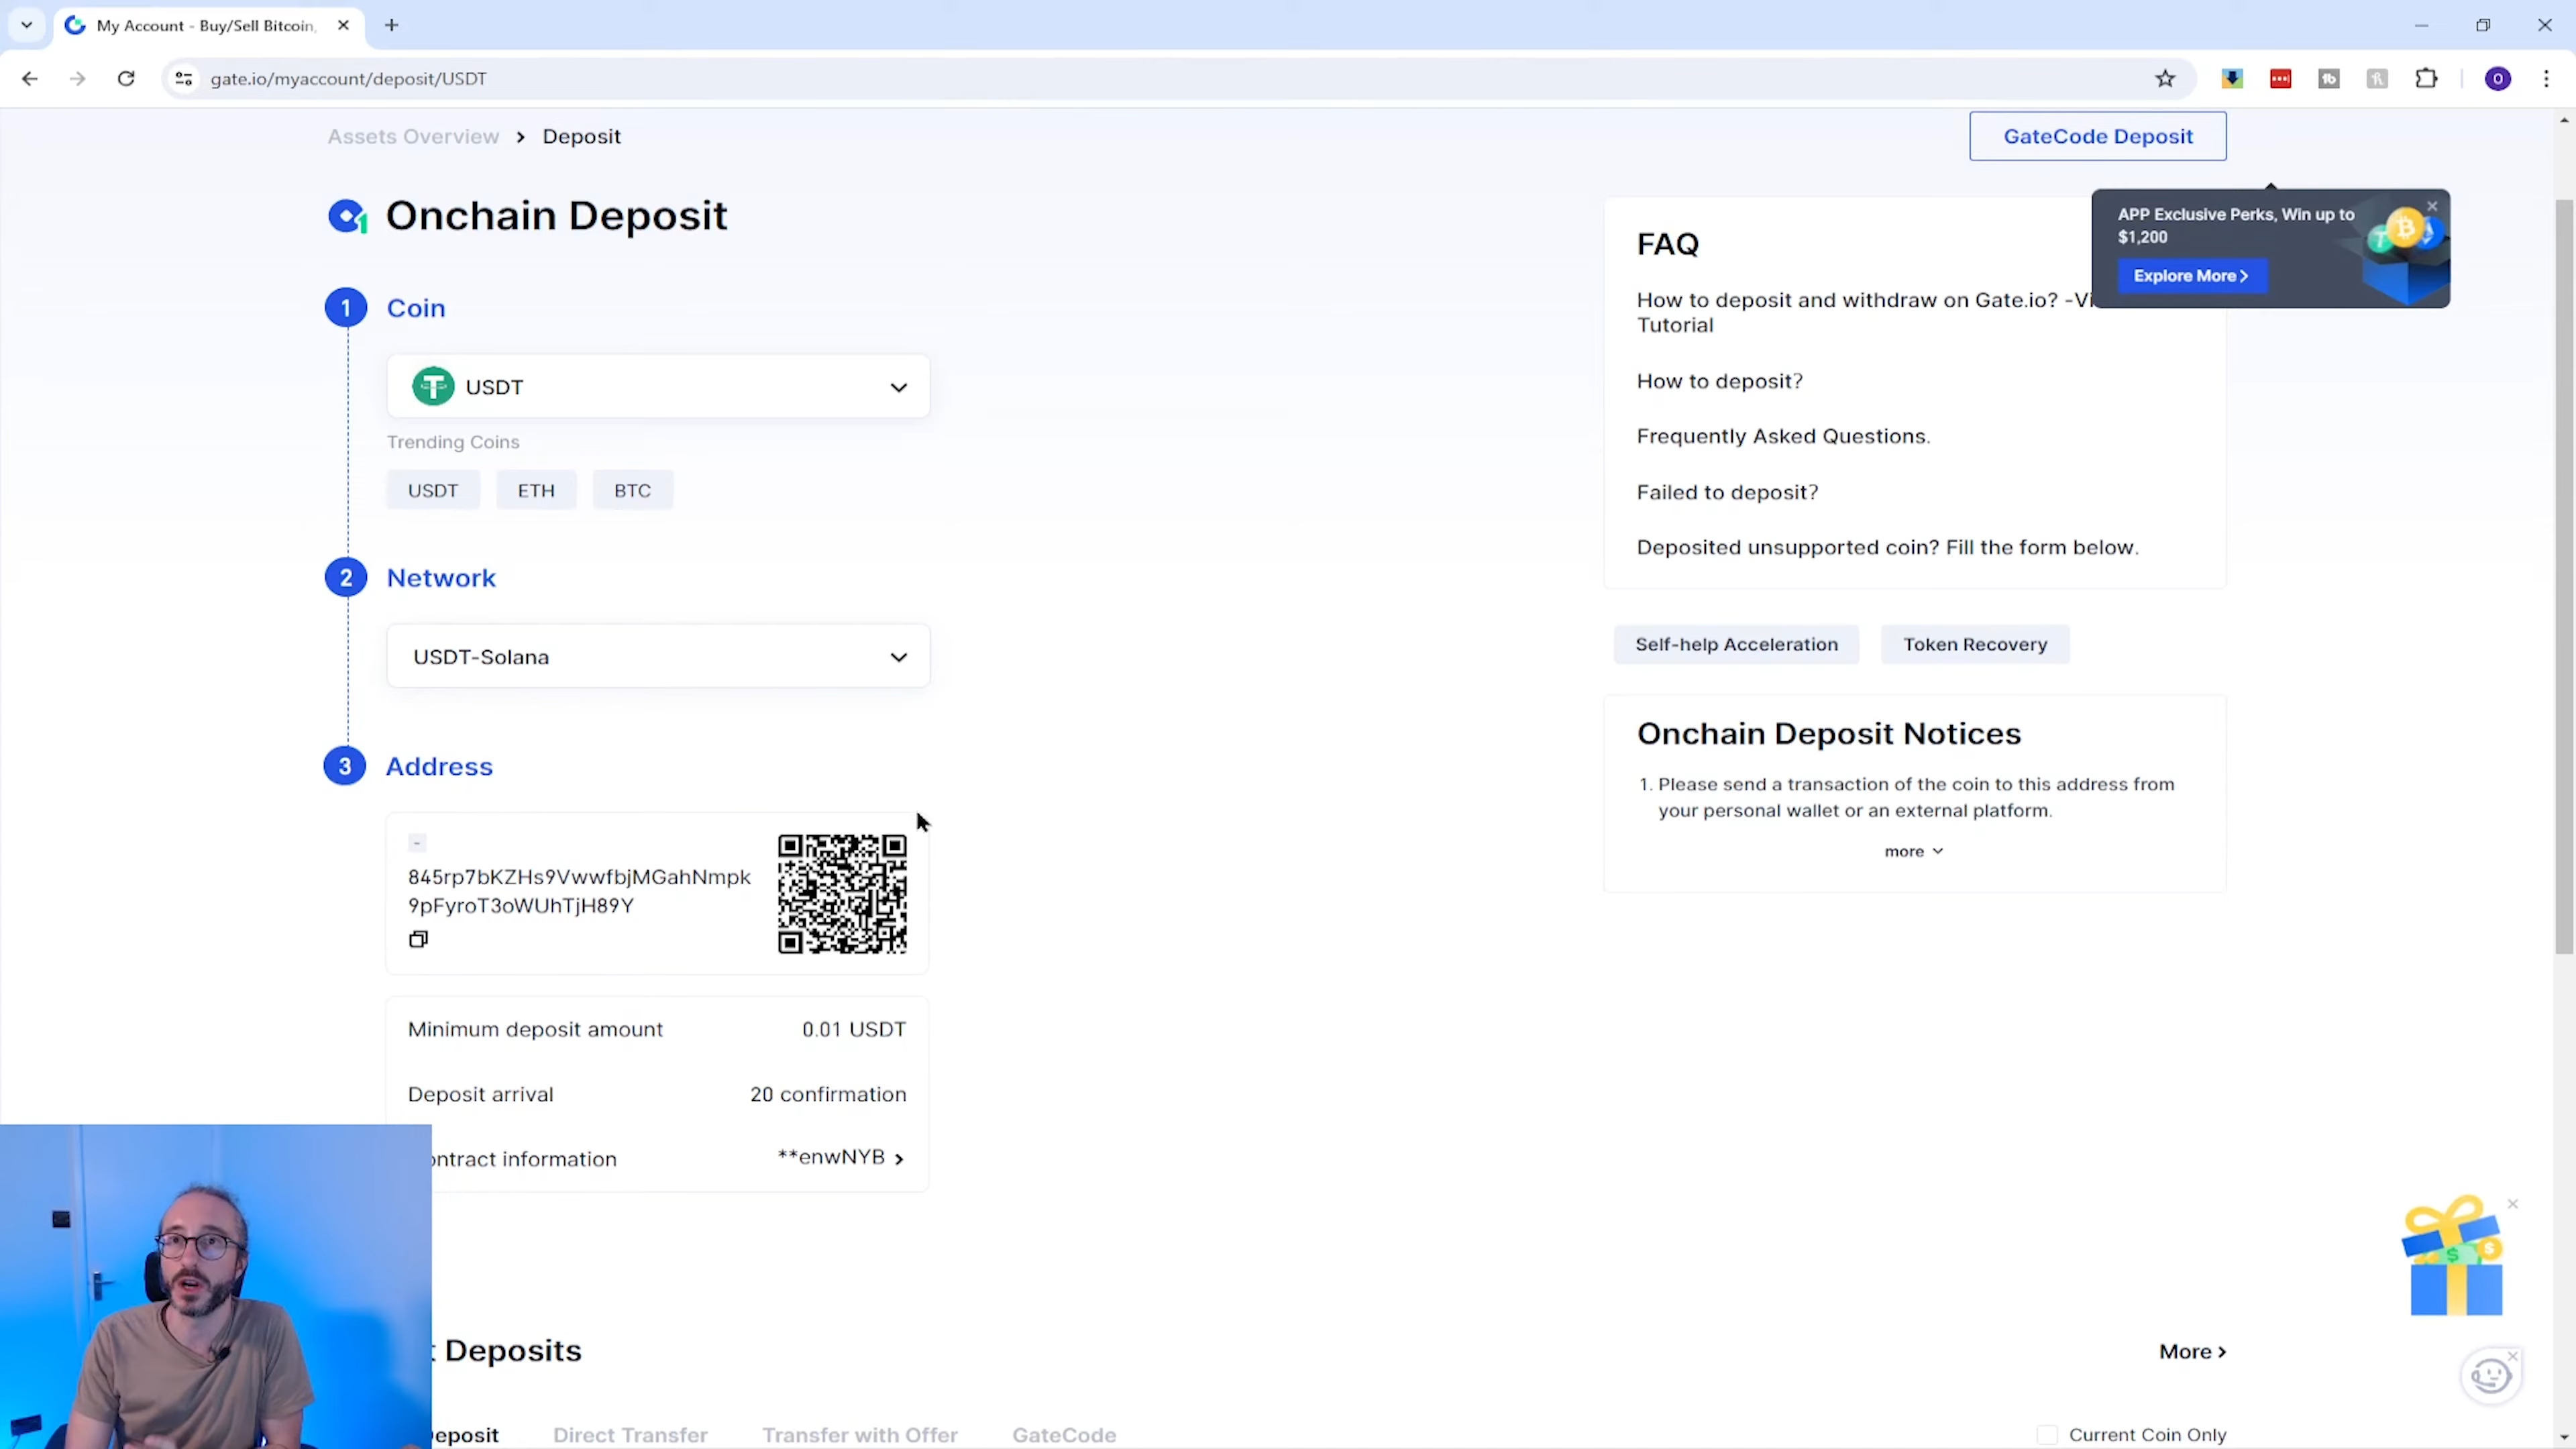 My Account - Buy/Sell Bitcoin,
gate.io/myaccount/deposit/USDT
Assets Overview > Deposit
GateCode Deposit
APP Exclusive Perks, Win up to
$1,200
Explore More >
Onchain Deposit
1 Coin
USDT
Trending Coins
USDT ETH BTC
2 Network
USDT-Solana
3 Address
-
845rp7bKZHs9VwwfbjMGahNmpk
9pFyroT3oWUhTjH89Y
Minimum deposit amount 0.01 USDT
Deposit arrival 20 confirmation
ontract information **enwNYB >
FAQ
How to deposit and withdraw on Gate.io? -Vi
Tutorial
How to deposit?
Frequently Asked Questions.
Failed to deposit?
Deposited unsupported coin? Fill the form below.
Self-help Acceleration Token Recovery
Onchain Deposit Notices
1. Please send a transaction of the coin to this address from
your personal wallet or an external platform.
more
t Deposits
More >
eposit Direct Transfer Transfer with Offer GateCode
Current Coin Only